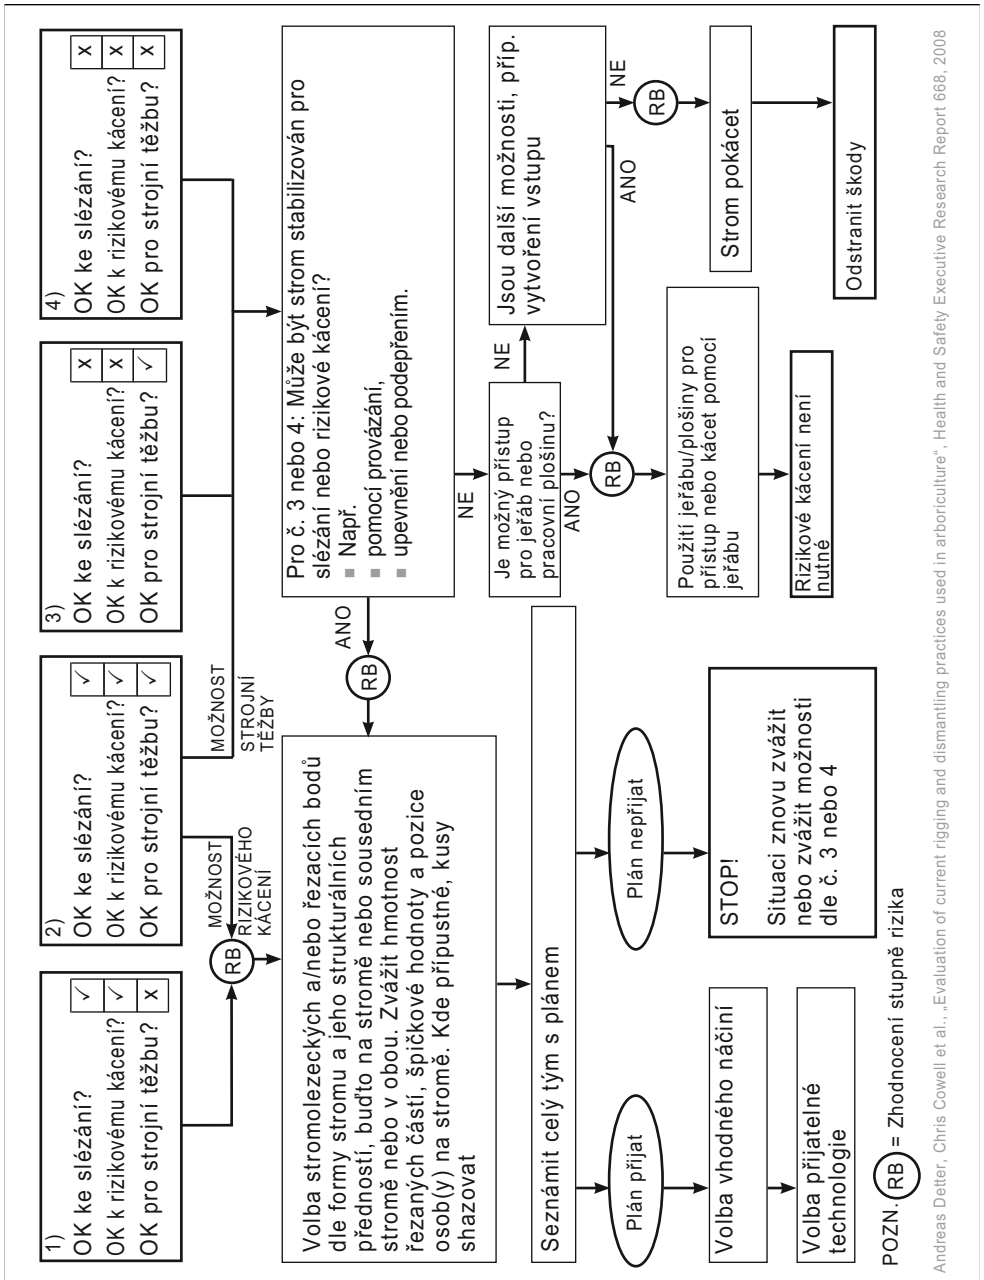 1)
OK ke slézání? ✓
OK k rizikovému kácení? ✓
OK pro strojní těžbu? x
2)
OK ke slézání? ✓
OK k rizikovému kácení? ✓
OK pro strojní těžbu? ✓
3)
OK ke slézání? x
OK k rizikovému kácení? x
OK pro strojní těžbu? ✓
4)
OK ke slézání? x
OK k rizikovému kácení? x
OK pro strojní těžbu? x
MOŽNOST
RIZIKOVÉHO
KÁCENÍ
RB
MOŽNOST
STROJNÍ
TĚŽBY
Volba stromolezeckých a/nebo řezacích bodů
dle formy stromu a jeho strukturálních
předností, buďto na stromě nebo sousedním
stromě nebo v obou. Zvážit hmotnost
řezaných částí, špičkové hodnoty a pozice
osob(y) na stromě. Kde přípustné, kusy
shazovat
RB
ANO
Pro č. 3 nebo 4: Může být strom stabilizován pro
slézání nebo rizikové kácení?
■ Např.
■ pomocí provázání,
■ upevnění nebo podepřením.
NE
Je možný přístup
pro jeřáb nebo
pracovní plošinu?
NE
ANO
Jsou další možnosti, příp.
vytvoření vstupu
NE
ANO
RB
RB
Seznámit celý tým s plánem
Plán přijat
Plán nepřijat
Použití jeřábu/plošiny pro
přístup nebo kácet pomocí
jeřábu
Strom pokácet
Volba vhodného náčiní
Volba přijatelné
technologie
STOP!
Situaci znovu zvážit
nebo zvážit možnosti
dle č. 3 nebo 4
Rizikové kácení není
nutné
Odstranit škody
POZN. RB = Zhodnocení stupně rizika
Andreas Detter, Chris Cowell et al., „Evaluation of current rigging and dismantling practices used in arboriculture“, Health and Safety Executive Research Report 668, 2008